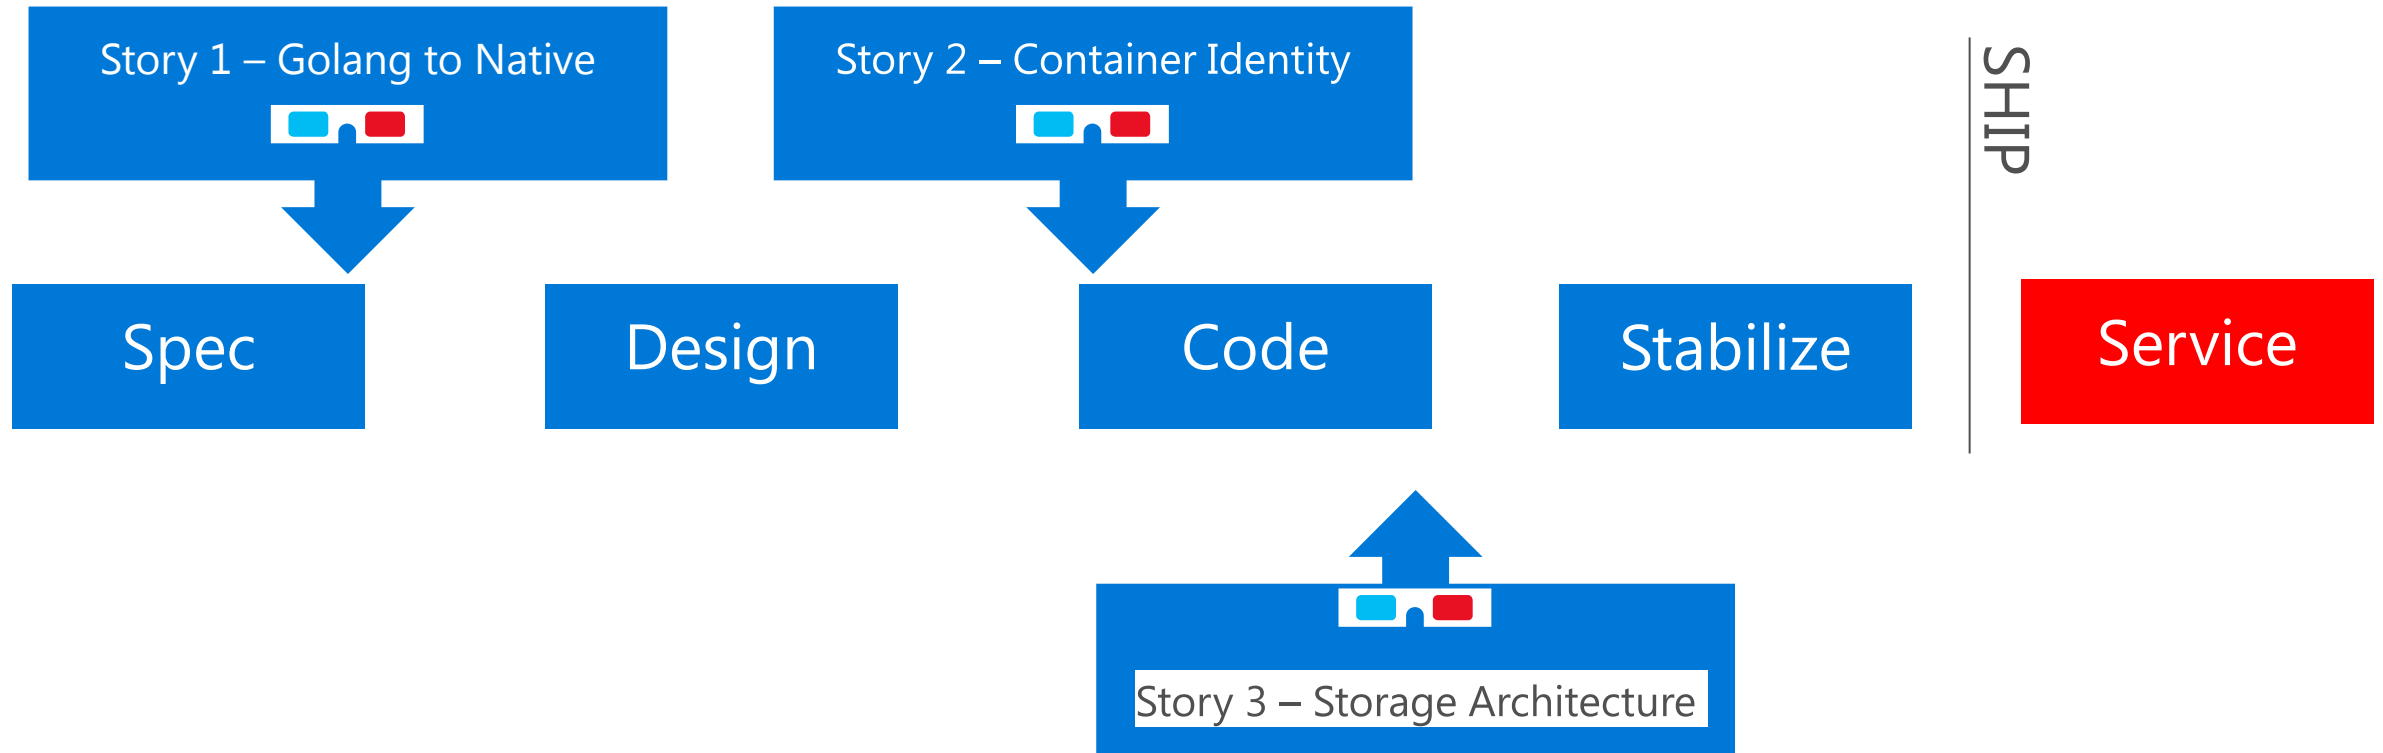 Story 1 – Golang to Native
Story 2 – Container Identity
SHIP
Spec
Design
Code
Stabilize
Service
Story 3 – Storage Architecture